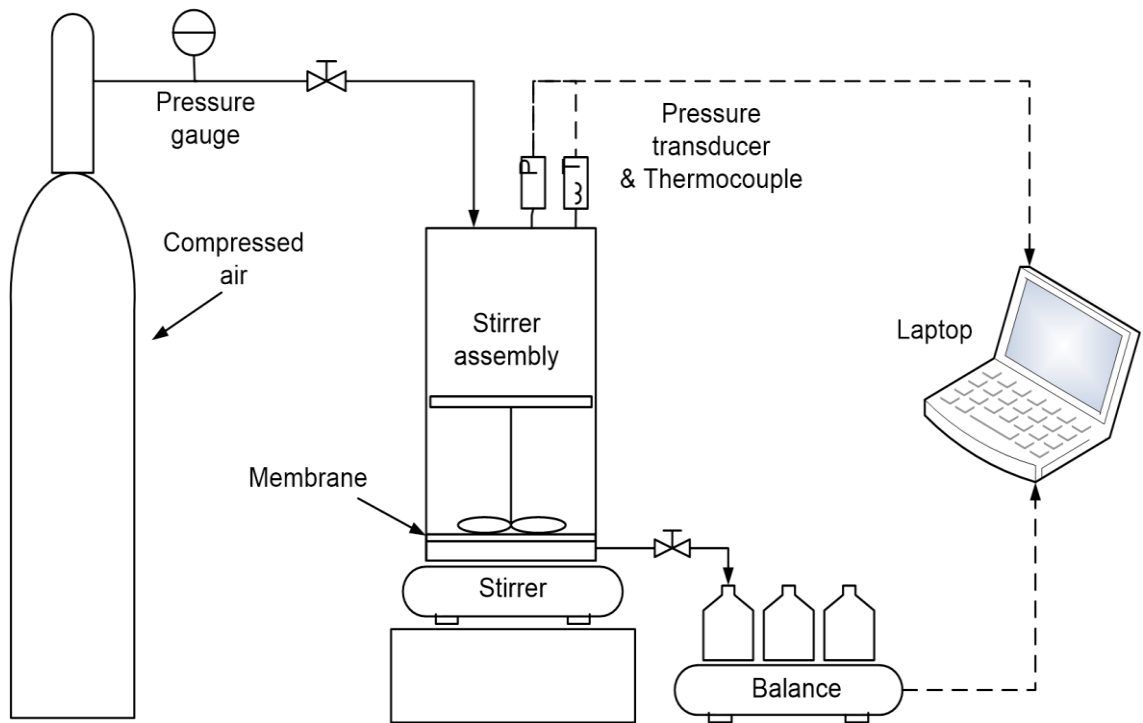 Pressure
gauge
Pressure
transducer
& Thermocouple
P
T
Compressed
air
Stirrer
assembly
Laptop
Membrane
Stirrer
Balance